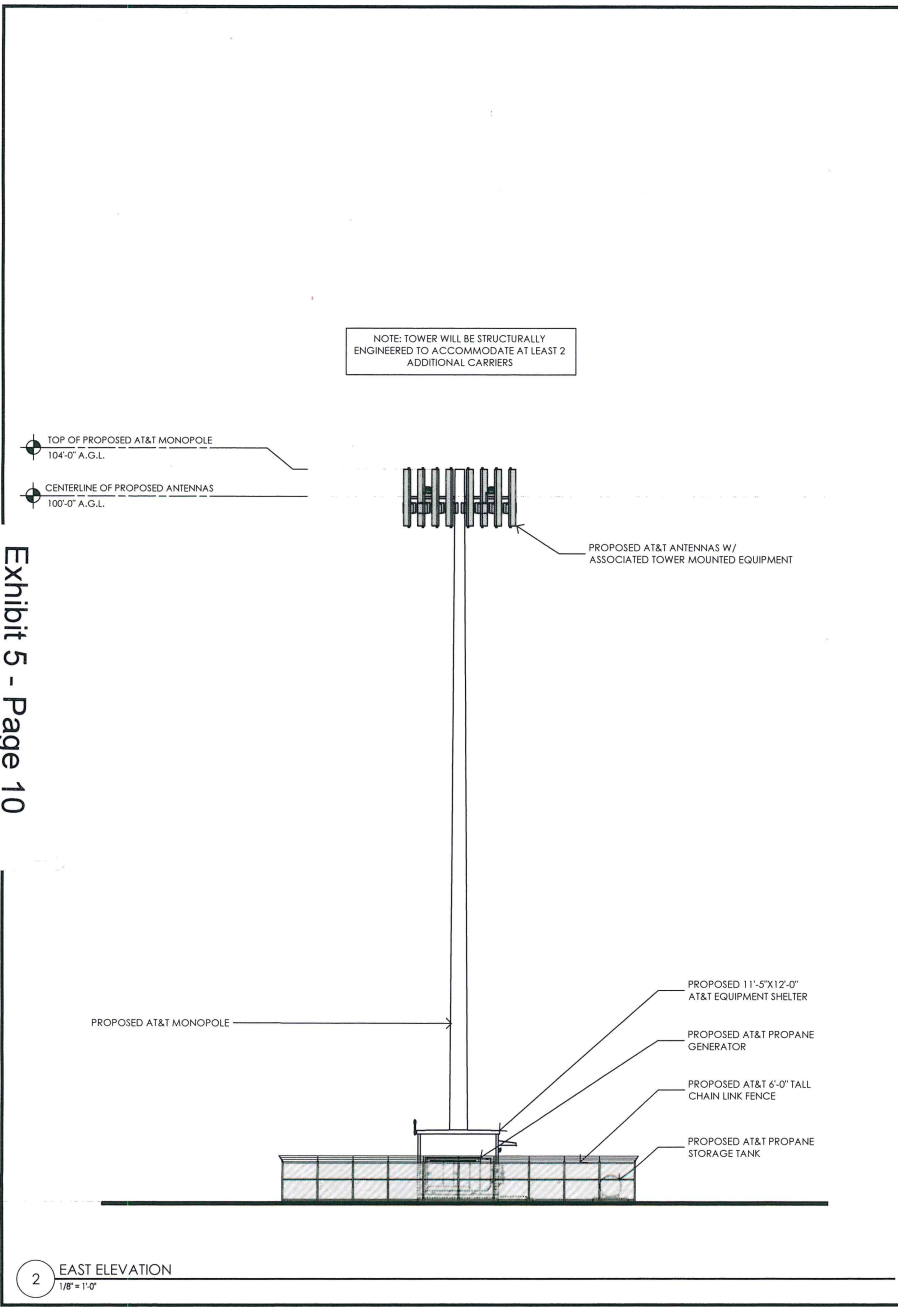 NOTE: TOWER WILL BE STRUCTURALLY
ENGINEERED TO ACCOMMODATE AT LEAST 2
ADDITIONAL CARRIERS
TOP OF PROPOSED AT&T MONOPOLE
104'-0" A.G.L.
CENTERLINE OF PROPOSED ANTENNAS
100'-0" A.G.L.
PROPOSED AT&T ANTENNAS W/
ASSOCIATED TOWER MOUNTED EQUIPMENT
Exhibit 5 - Page 10
PROPOSED 11'-5"X12'-0"
AT&T EQUIPMENT SHELTER
PROPOSED AT&T MONOPOLE
PROPOSED AT&T PROPANE
GENERATOR
PROPOSED AT&T 6'-0" TALL
CHAIN LINK FENCE
PROPOSED AT&T PROPANE
STORAGE TANK
2
EAST ELEVATION
1/8" = 1'-0"